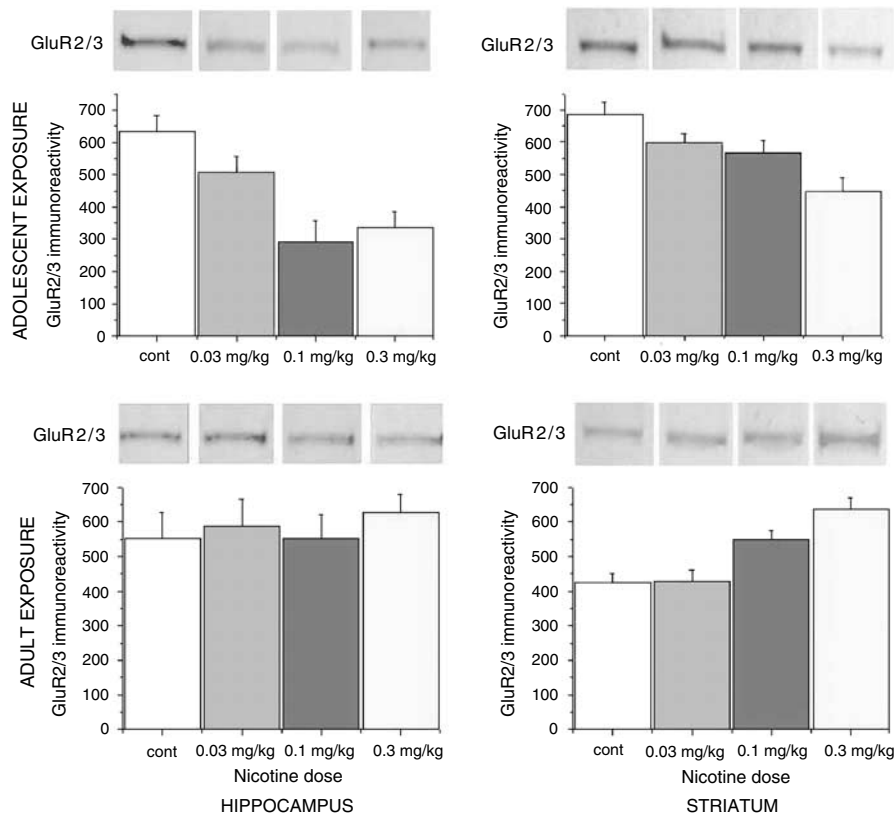 GluR2/3
ADOLESCENT EXPOSURE
GluR2/3 immunoreactivity
700
600
500
400
300
200
100
0
cont 0.03 mg/kg 0.1 mg/kg 0.3 mg/kg
GluR2/3
GluR2/3 immunoreactivity
700
600
500
400
300
200
100
0
cont 0.03 mg/kg 0.1 mg/kg 0.3 mg/kg
GluR2/3
ADULT EXPOSURE
GluR2/3 immunoreactivity
700
600
500
400
300
200
100
0
cont 0.03 mg/kg 0.1 mg/kg 0.3 mg/kg
Nicotine dose
HIPPOCAMPUS
GluR2/3
GluR2/3 immunoreactivity
700
600
500
400
300
200
100
0
cont 0.03 mg/kg 0.1 mg/kg 0.3 mg/kg
Nicotine dose
STRIATUM